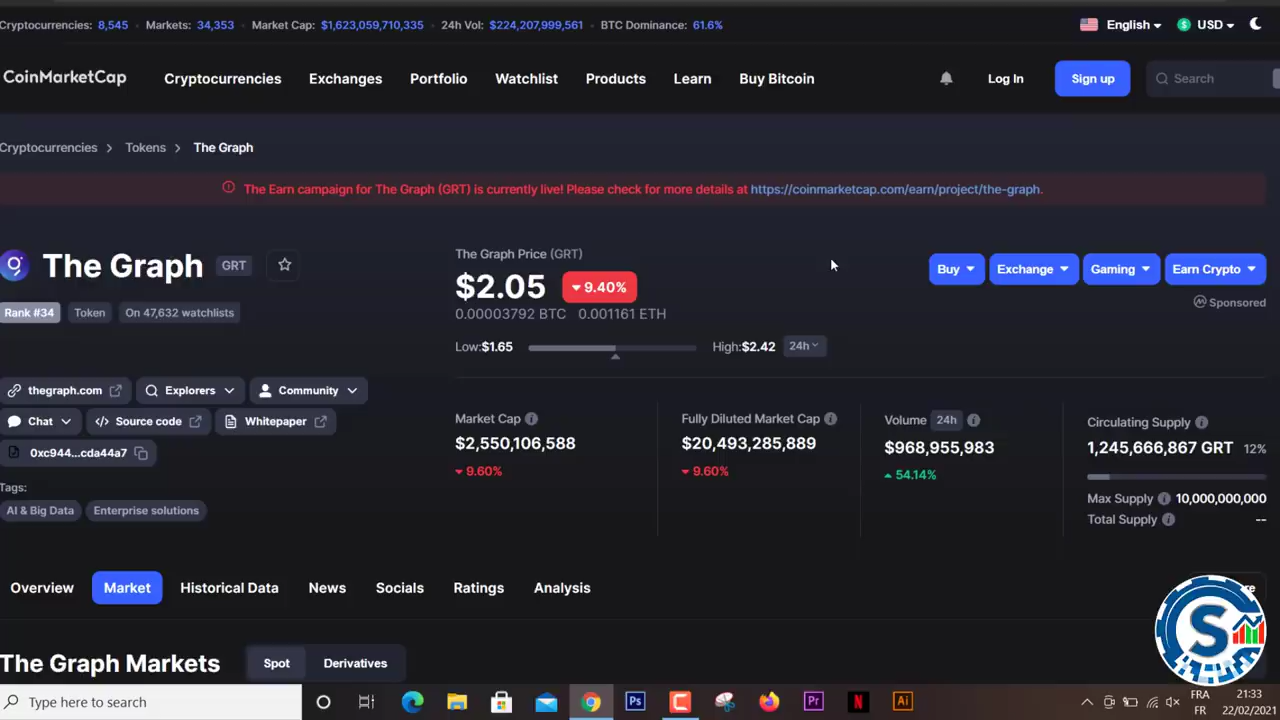 Cryptocurrencies: 8,545 Markets: 34,353 Market Cap: $1,623,059,710,335 24h Vol: $224,207,999,561 BTC Dominance: 61.6% English USD
CoinMarketCap Cryptocurrencies Exchanges Portfolio Watchlist Products Learn Buy Bitcoin Log In Sign up Search
Cryptocurrencies > Tokens > The Graph
The Earn campaign for The Graph (GRT) is currently live! Please check for more details at https://coinmarketcap.com/earn/project/the-graph.
The Graph GRT
Rank #34 Token On 47,632 watchlists
The Graph Price (GRT)
$2.05 9.40%
0.00003792 BTC 0.001161 ETH
Low:$1.65 High:$2.42 24h
Buy Exchange Gaming Earn Crypto
Sponsored
thegraph.com Explorers Community
Chat Source code Whitepaper
0xc944...cda44a7
Tags:
AI & Big Data Enterprise solutions
Market Cap
$2,550,106,588
9.60%
Fully Diluted Market Cap
$20,493,285,889
9.60%
Volume 24h
$968,955,983
54.14%
Circulating Supply
1,245,666,867 GRT 12%
Max Supply 10,000,000,000
Total Supply --
Overview Market Historical Data News Socials Ratings Analysis
The Graph Markets Spot Derivatives
S
Type here to search
Ps
Pr
N
Ai
FRA
FR
21:33
22/02/2021